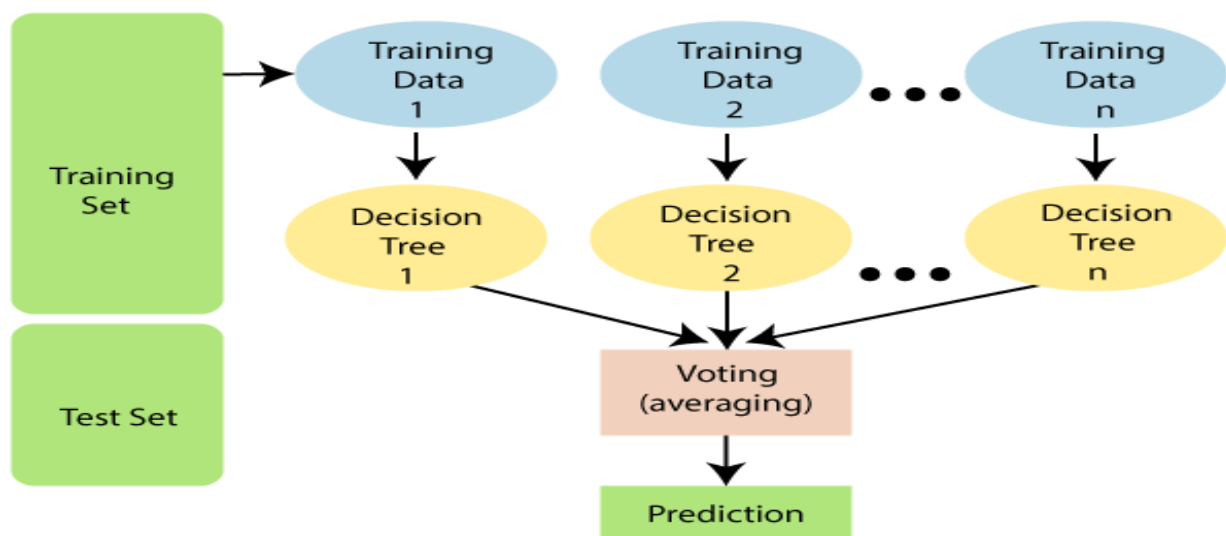 Training
Set
Training
Data
1
Training
Data
2
Training
Data
n
Decision
Tree
1
Decision
Tree
2
Decision
Tree
n
Test Set
Voting
(averaging)
Prediction